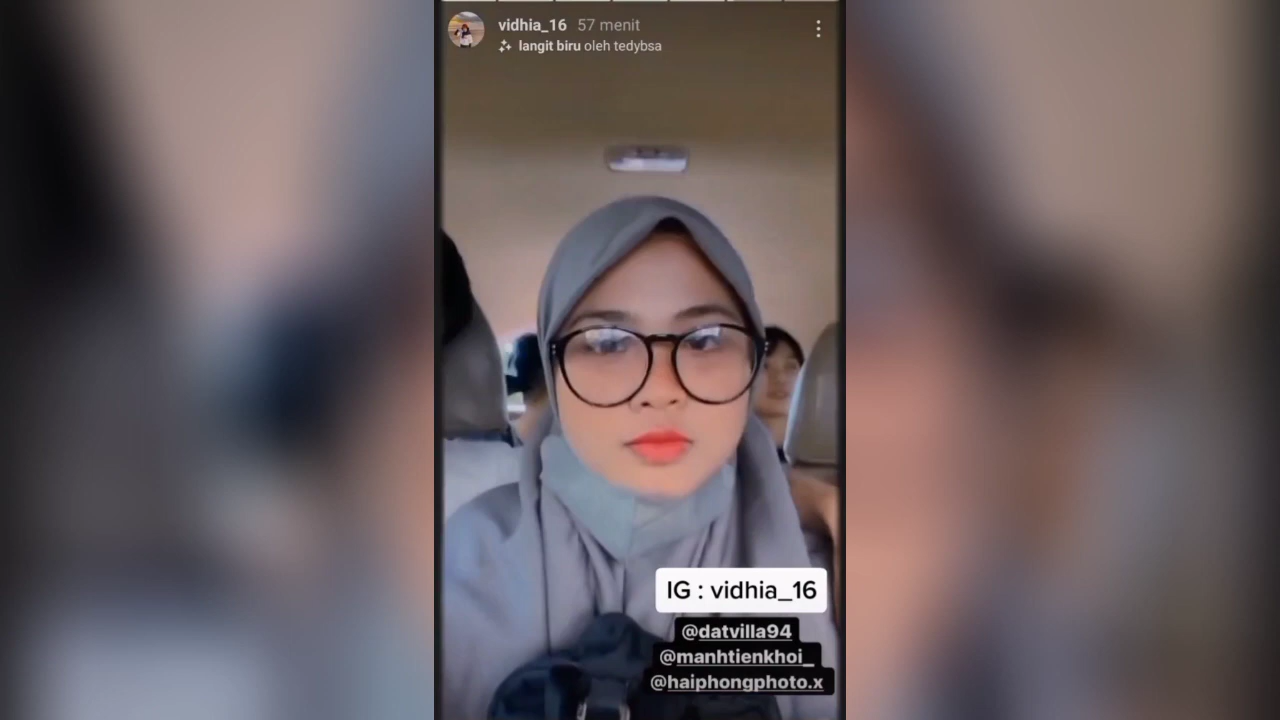 vidhia_16 57 menit
langit biru oleh tedybsa
IG : vidhia_16
@datvilla94
@manhtienkhoi_
@haiphongphoto.x